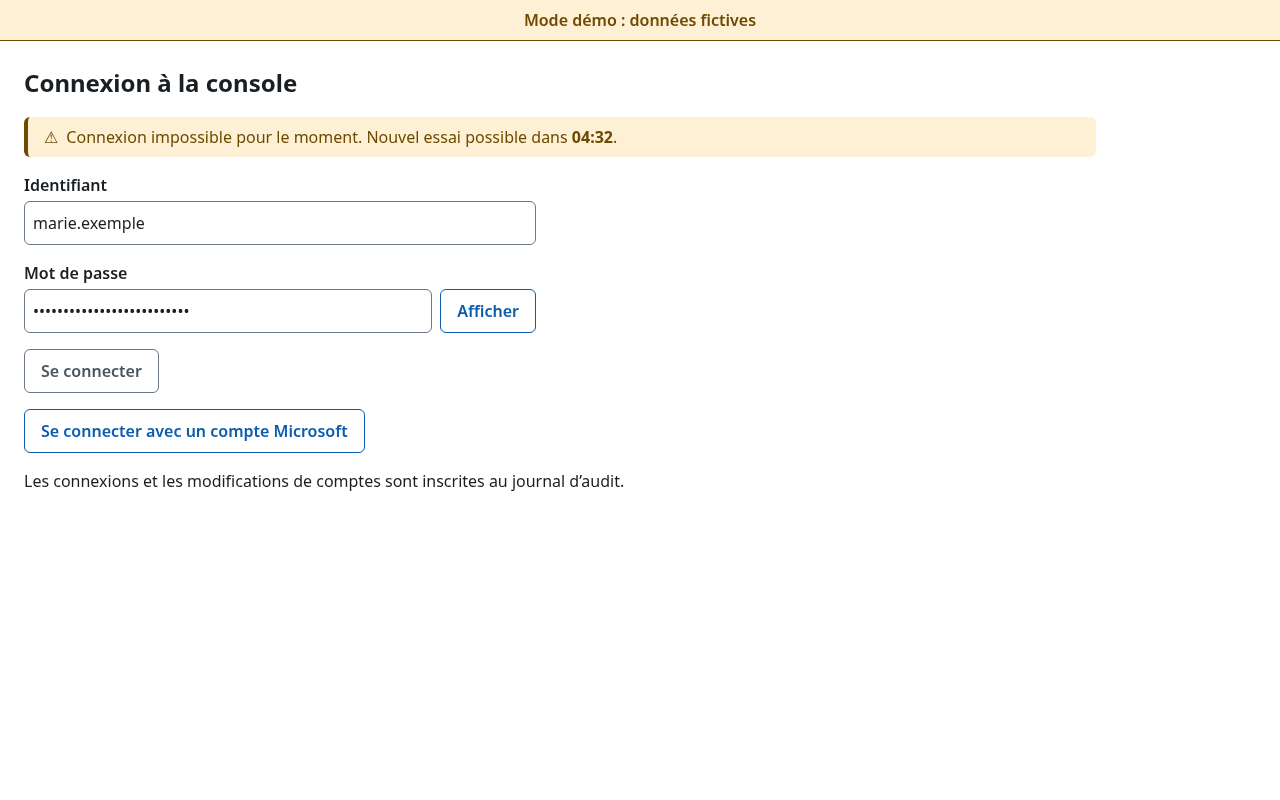 Mode démo : données fictives
Connexion à la console
⚠ Connexion impossible pour le moment. Nouvel essai possible dans 04:32.
Identifiant
marie.exemple
Mot de passe
••••••••••••••••••••••••••
Afficher
Se connecter
Se connecter avec un compte Microsoft
Les connexions et les modifications de comptes sont inscrites au journal d’audit.